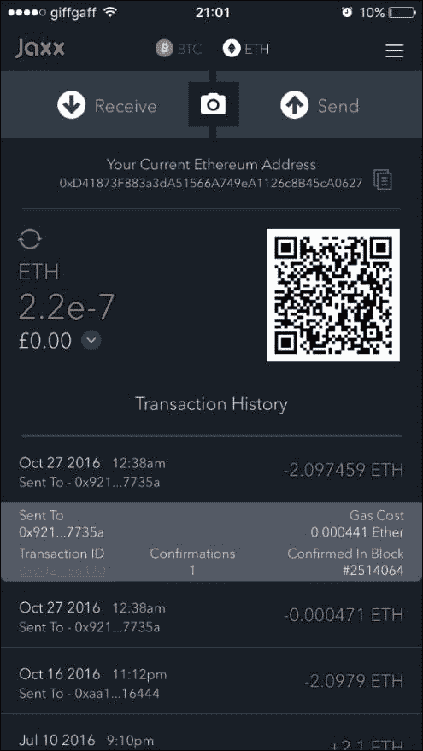 giffgaff 21:01 10%
Jaxx BTC ETH
Receive Send
Your Current Ethereum Address
ETH
2.2e-7
£0.00
Transaction History
Oct 27 2016 12:38am
-2.097459 ETH
Sent To - 0x921...7735a
Sent To Gas Cost
0x921...7735a 0.000441 Ether
Transaction ID Confirmations Confirmed In Block
1 #2514064
Oct 27 2016 12:38am
-0.000471 ETH
Sent To - 0x921...7735a
Oct 16 2016 11:12pm
-2.0979 ETH
Sent To - 0xaa1...16444
Jul 10 2016 9:10pm
+2.1 ETH